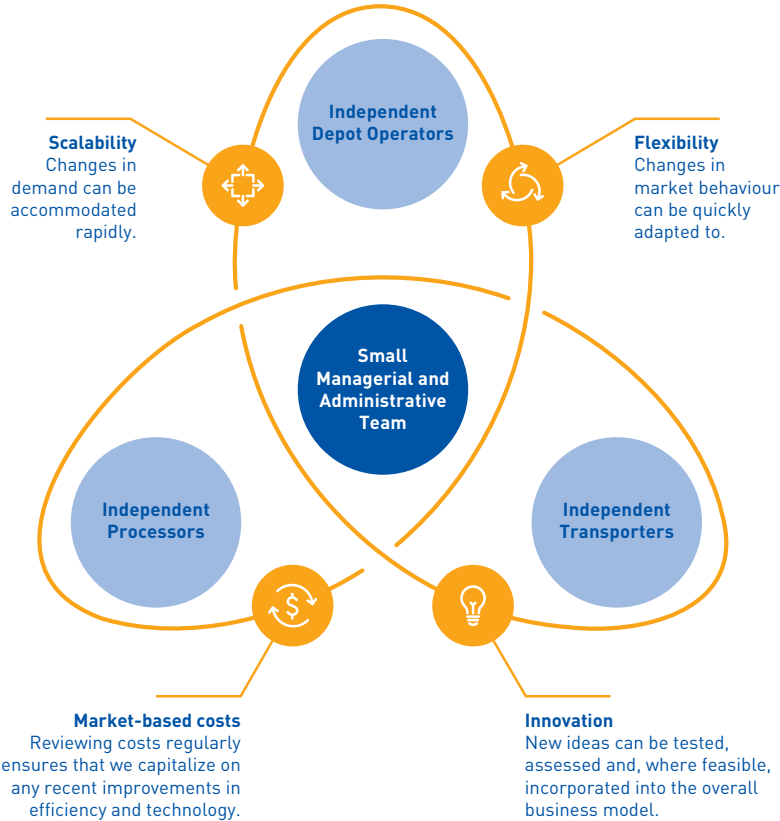 Independent
Depot Operators
Scalability
Changes in
demand can be
accommodated
rapidly.
Flexibility
Changes in
market behaviour
can be quickly
adapted to.
Small
Managerial and
Administrative
Team
Independent
Processors
Independent
Transporters
$
Market-based costs
Reviewing costs regularly
ensures that we capitalize on
any recent improvements in
efficiency and technology.
Innovation
New ideas can be tested,
assessed and, where feasible,
incorporated into the overall
business model.